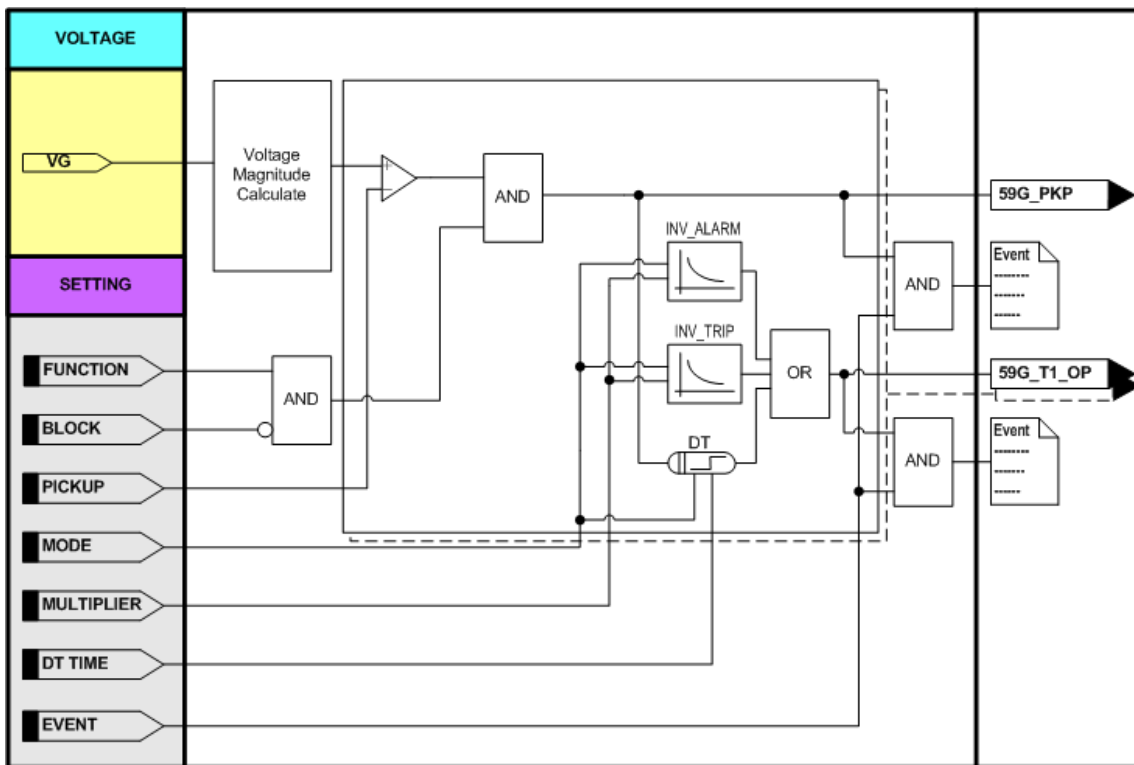 VOLTAGE
VG
Voltage
Magnitude
Calculate
+
−
AND
59G_PKP
INV_ALARM
Event
AND
SETTING
INV_TRIP
FUNCTION
AND
OR
59G_T1_OP
BLOCK
DT
AND
Event
PICKUP
MODE
MULTIPLIER
DT TIME
EVENT